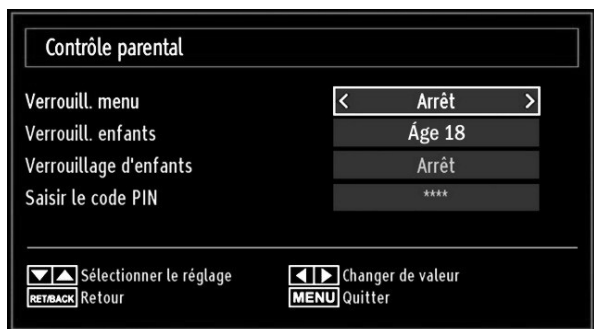 Contrôle parental
Verrouill. menu < Arrêt >
Verrouill. enfants Áge 18
Verrouillage d'enfants Arrêt
Saisir le code PIN ****
Sélectionner le réglage Changer de valeur
RET/BACK Retour MENU Quitter